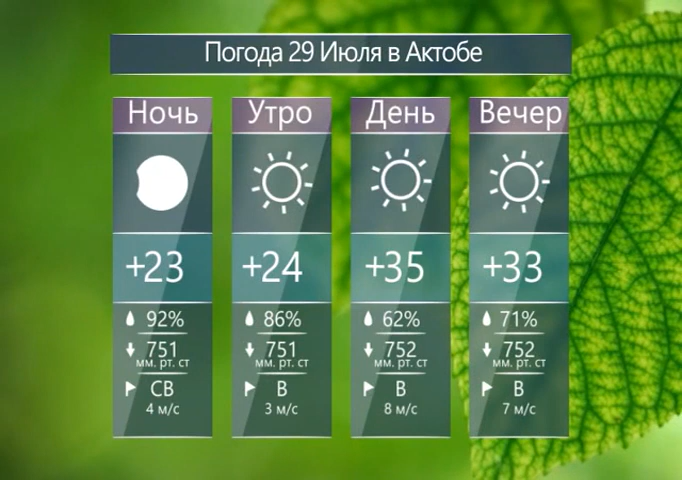 Погода 29 Июля в Актобе
Ночь Утро День Вечер
+23 +24 +35 +33
92% 86% 62% 71%
751 751 752 752
мм. рт. ст мм. рт. ст мм. рт. ст мм. рт. ст
СВ В В В
4 м/с 3 м/с 8 м/с 7 м/с